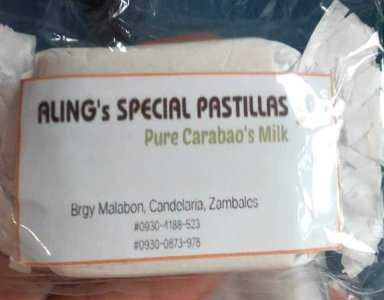 ALING's SPECIAL PASTILLAS
Pure Carabao's Milk
Brgy Malabon, Candelaria, Zambales
#0930-4188-523
#0930-0873-978